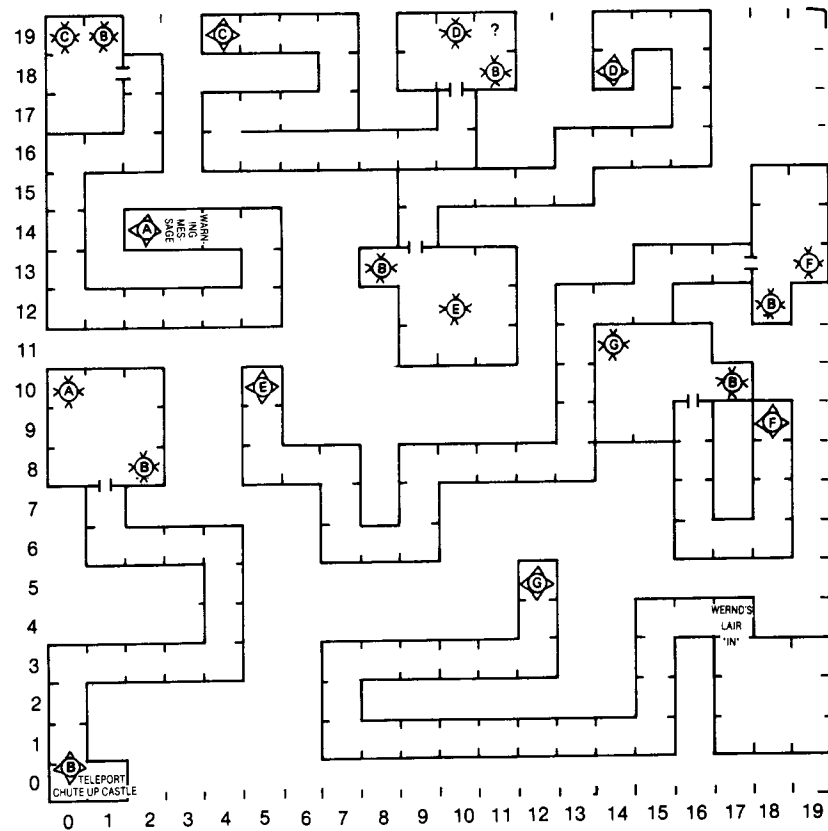 19 C B C D ? D
18 B
17
16
15
14 A WARN-
ING
MES-
SAGE
13 B F
12 E B
11 G
10 A E B
9 F
8 B
7
6
5 G
4 WERND'S
LAIR
"IN"
3
2
1
0 B TELEPORT
CHUTE UP CASTLE
0 1 2 3 4 5 6 7 8 9 10 11 12 13 14 15 16 17 18 19